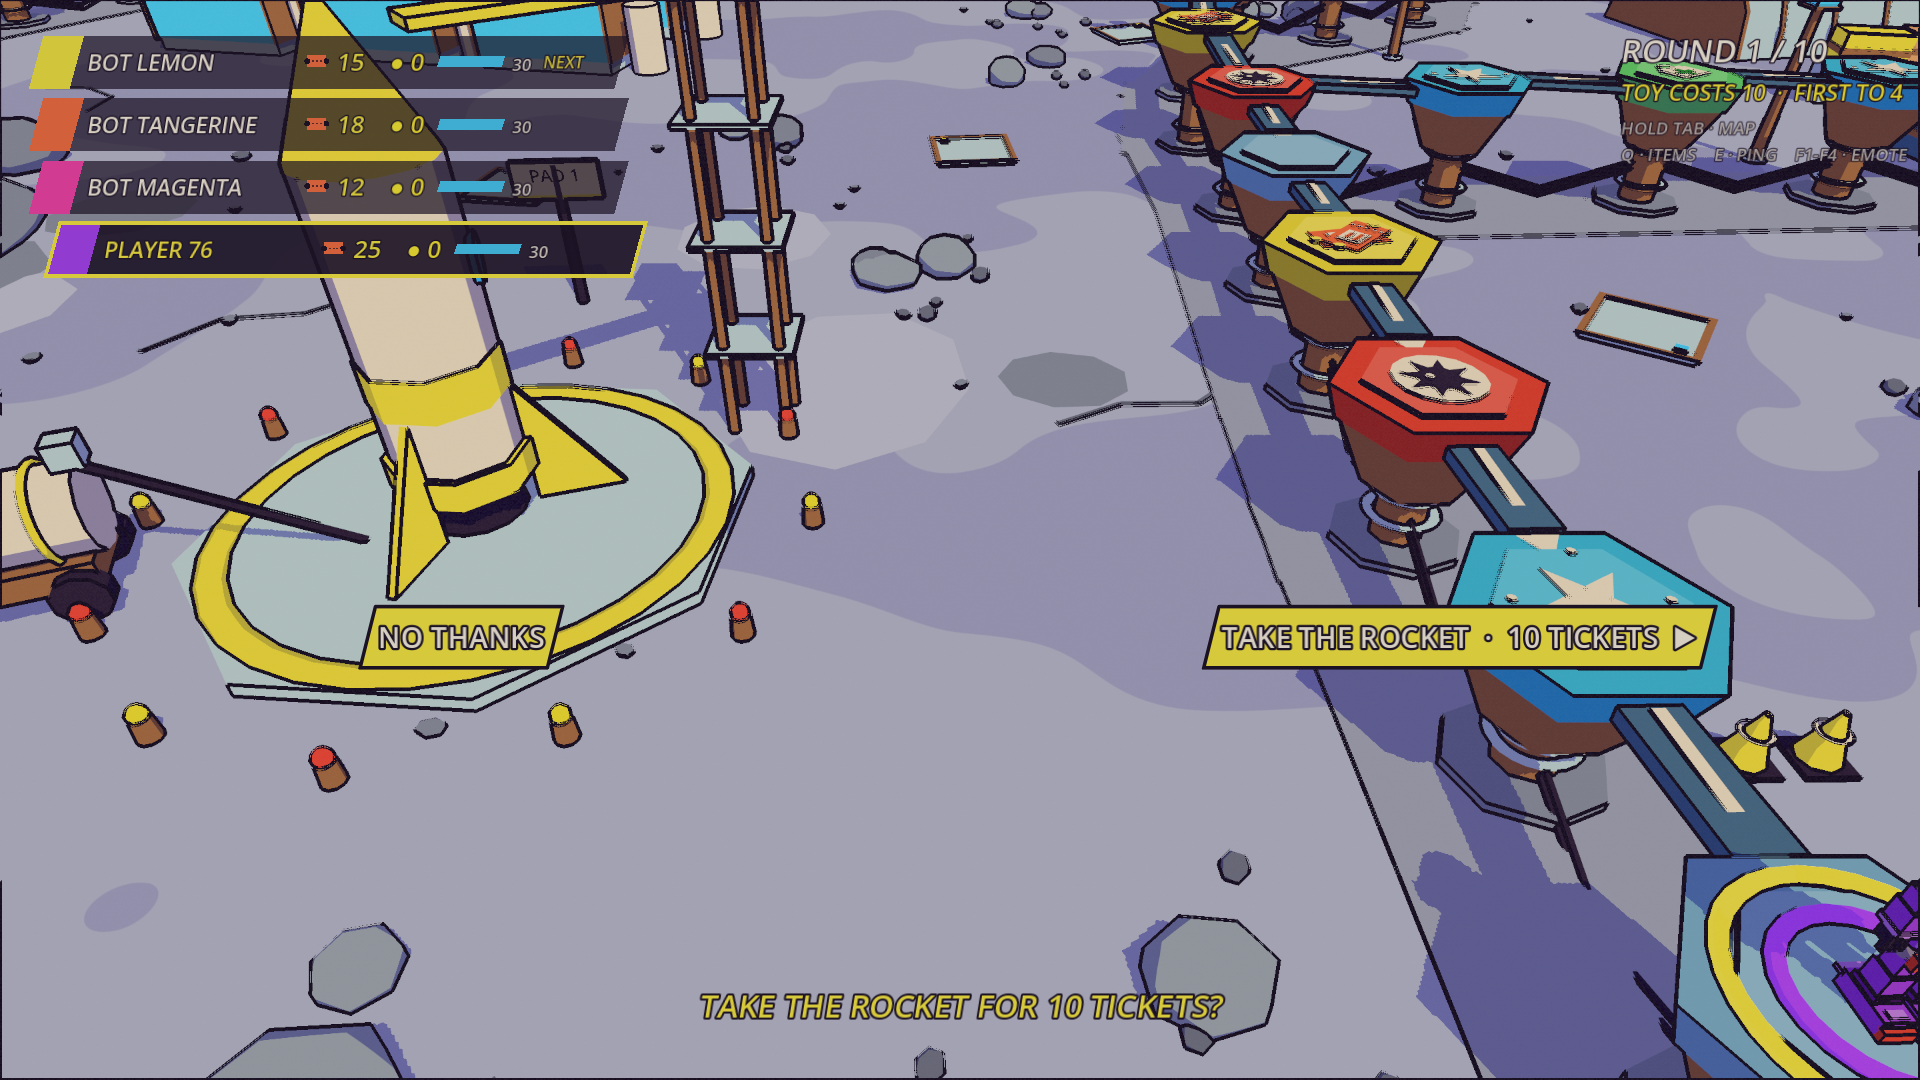 BOT LEMON 15 0 30 NEXT
BOT TANGERINE 18 0 30
BOT MAGENTA 12 0 30
PLAYER 76 25 0 30
PAD 1
ROUND 1 / 10
TOY COSTS 10 · FIRST TO 4
HOLD TAB · MAP
Q · ITEMS E · PING F1-F4 · EMOTE
NO THANKS
TAKE THE ROCKET · 10 TICKETS ▷
TAKE THE ROCKET FOR 10 TICKETS?